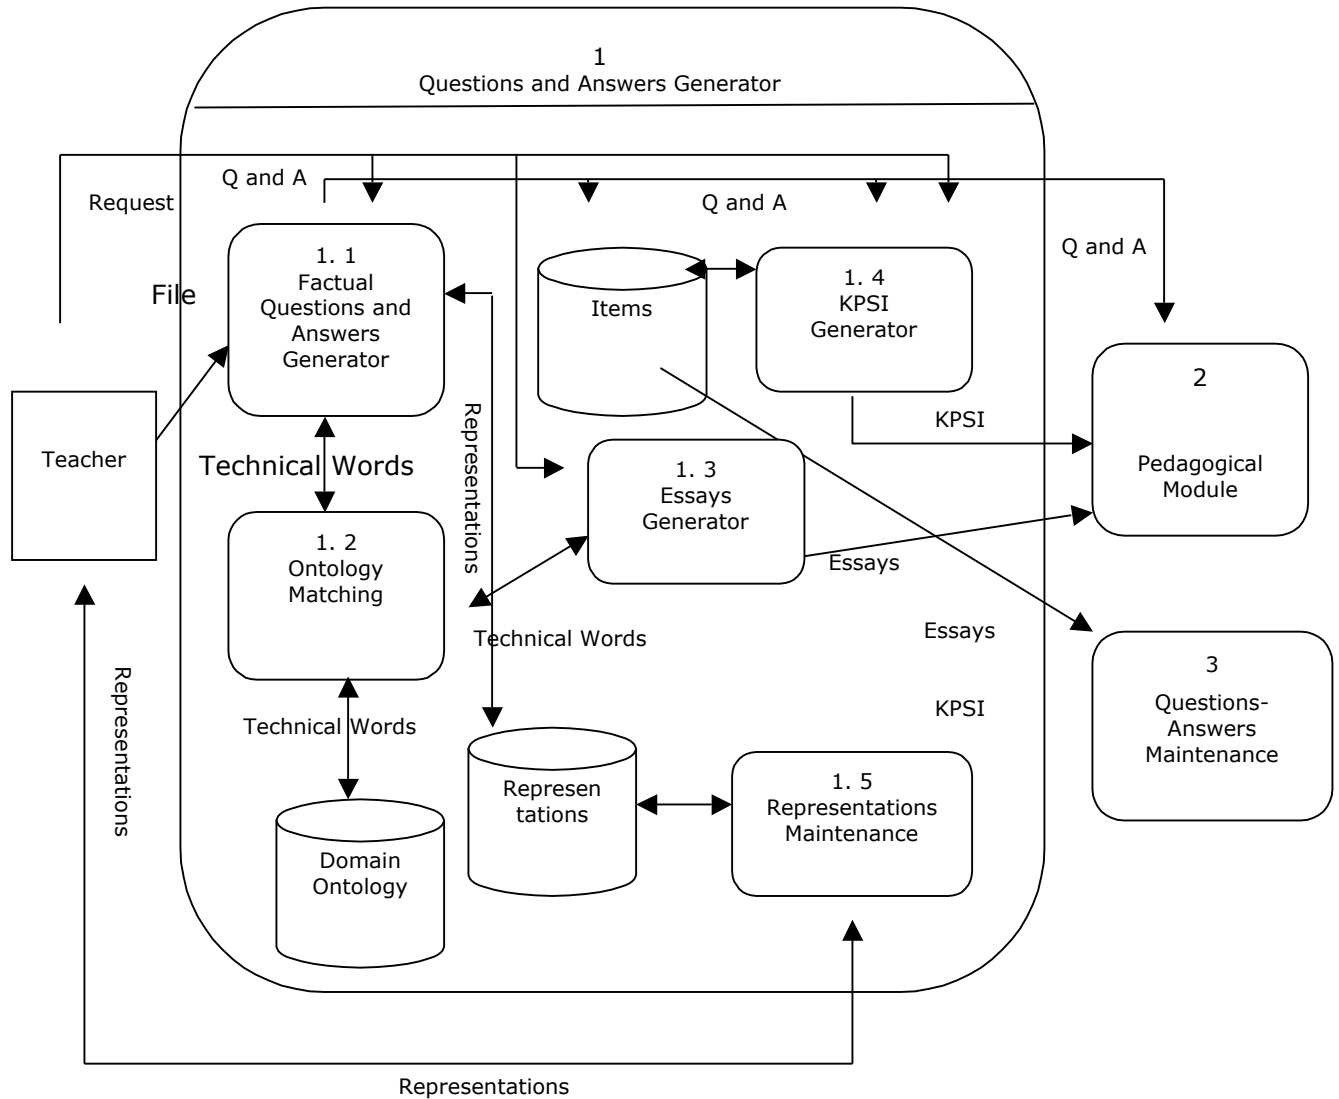 1
Questions and Answers Generator
Q and A
Request
Q and A
Q and A
File
1. 1
Factual
Questions and
Answers
Generator
Items
1. 4
KPSI
Generator
2
Pedagogical
Module
KPSI
Teacher
Technical Words
Representations
1. 3
Essays
Generator
1. 2
Ontology
Matching
Essays
Technical Words
Essays
3
Questions-
Answers
Maintenance
Representations
KPSI
Technical Words
Represen
tations
1. 5
Representations
Maintenance
Domain
Ontology
Representations